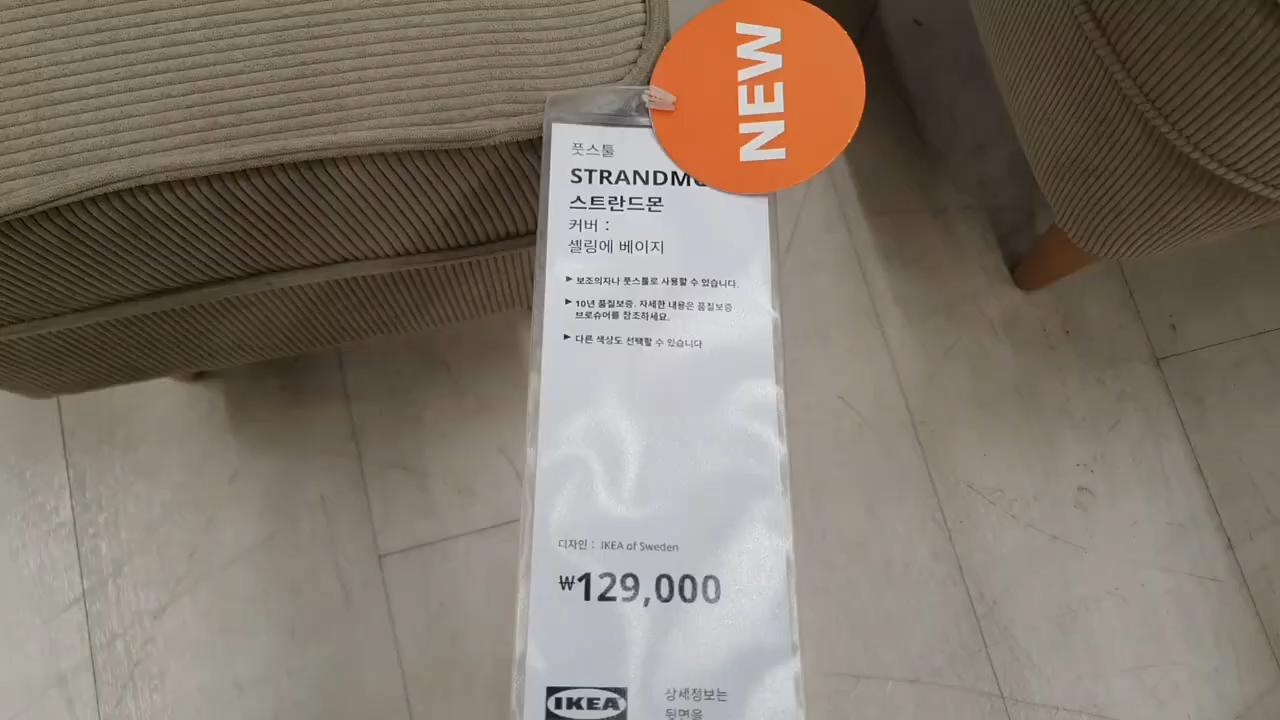 NEW
풋스툴
STRANDM
스트란드몬
커버 :
셸링에 베이지
▶ 보조의자나 풋스툴로 사용할 수 있습니다.
▶ 10년 품질보증. 자세한 내용은 품질보증
브로슈어를 참조하세요.
▶ 다른 색상도 선택할 수 있습니다
디자인 : IKEA of Sweden
₩129,000
IKEA
상세정보는
뒷면을